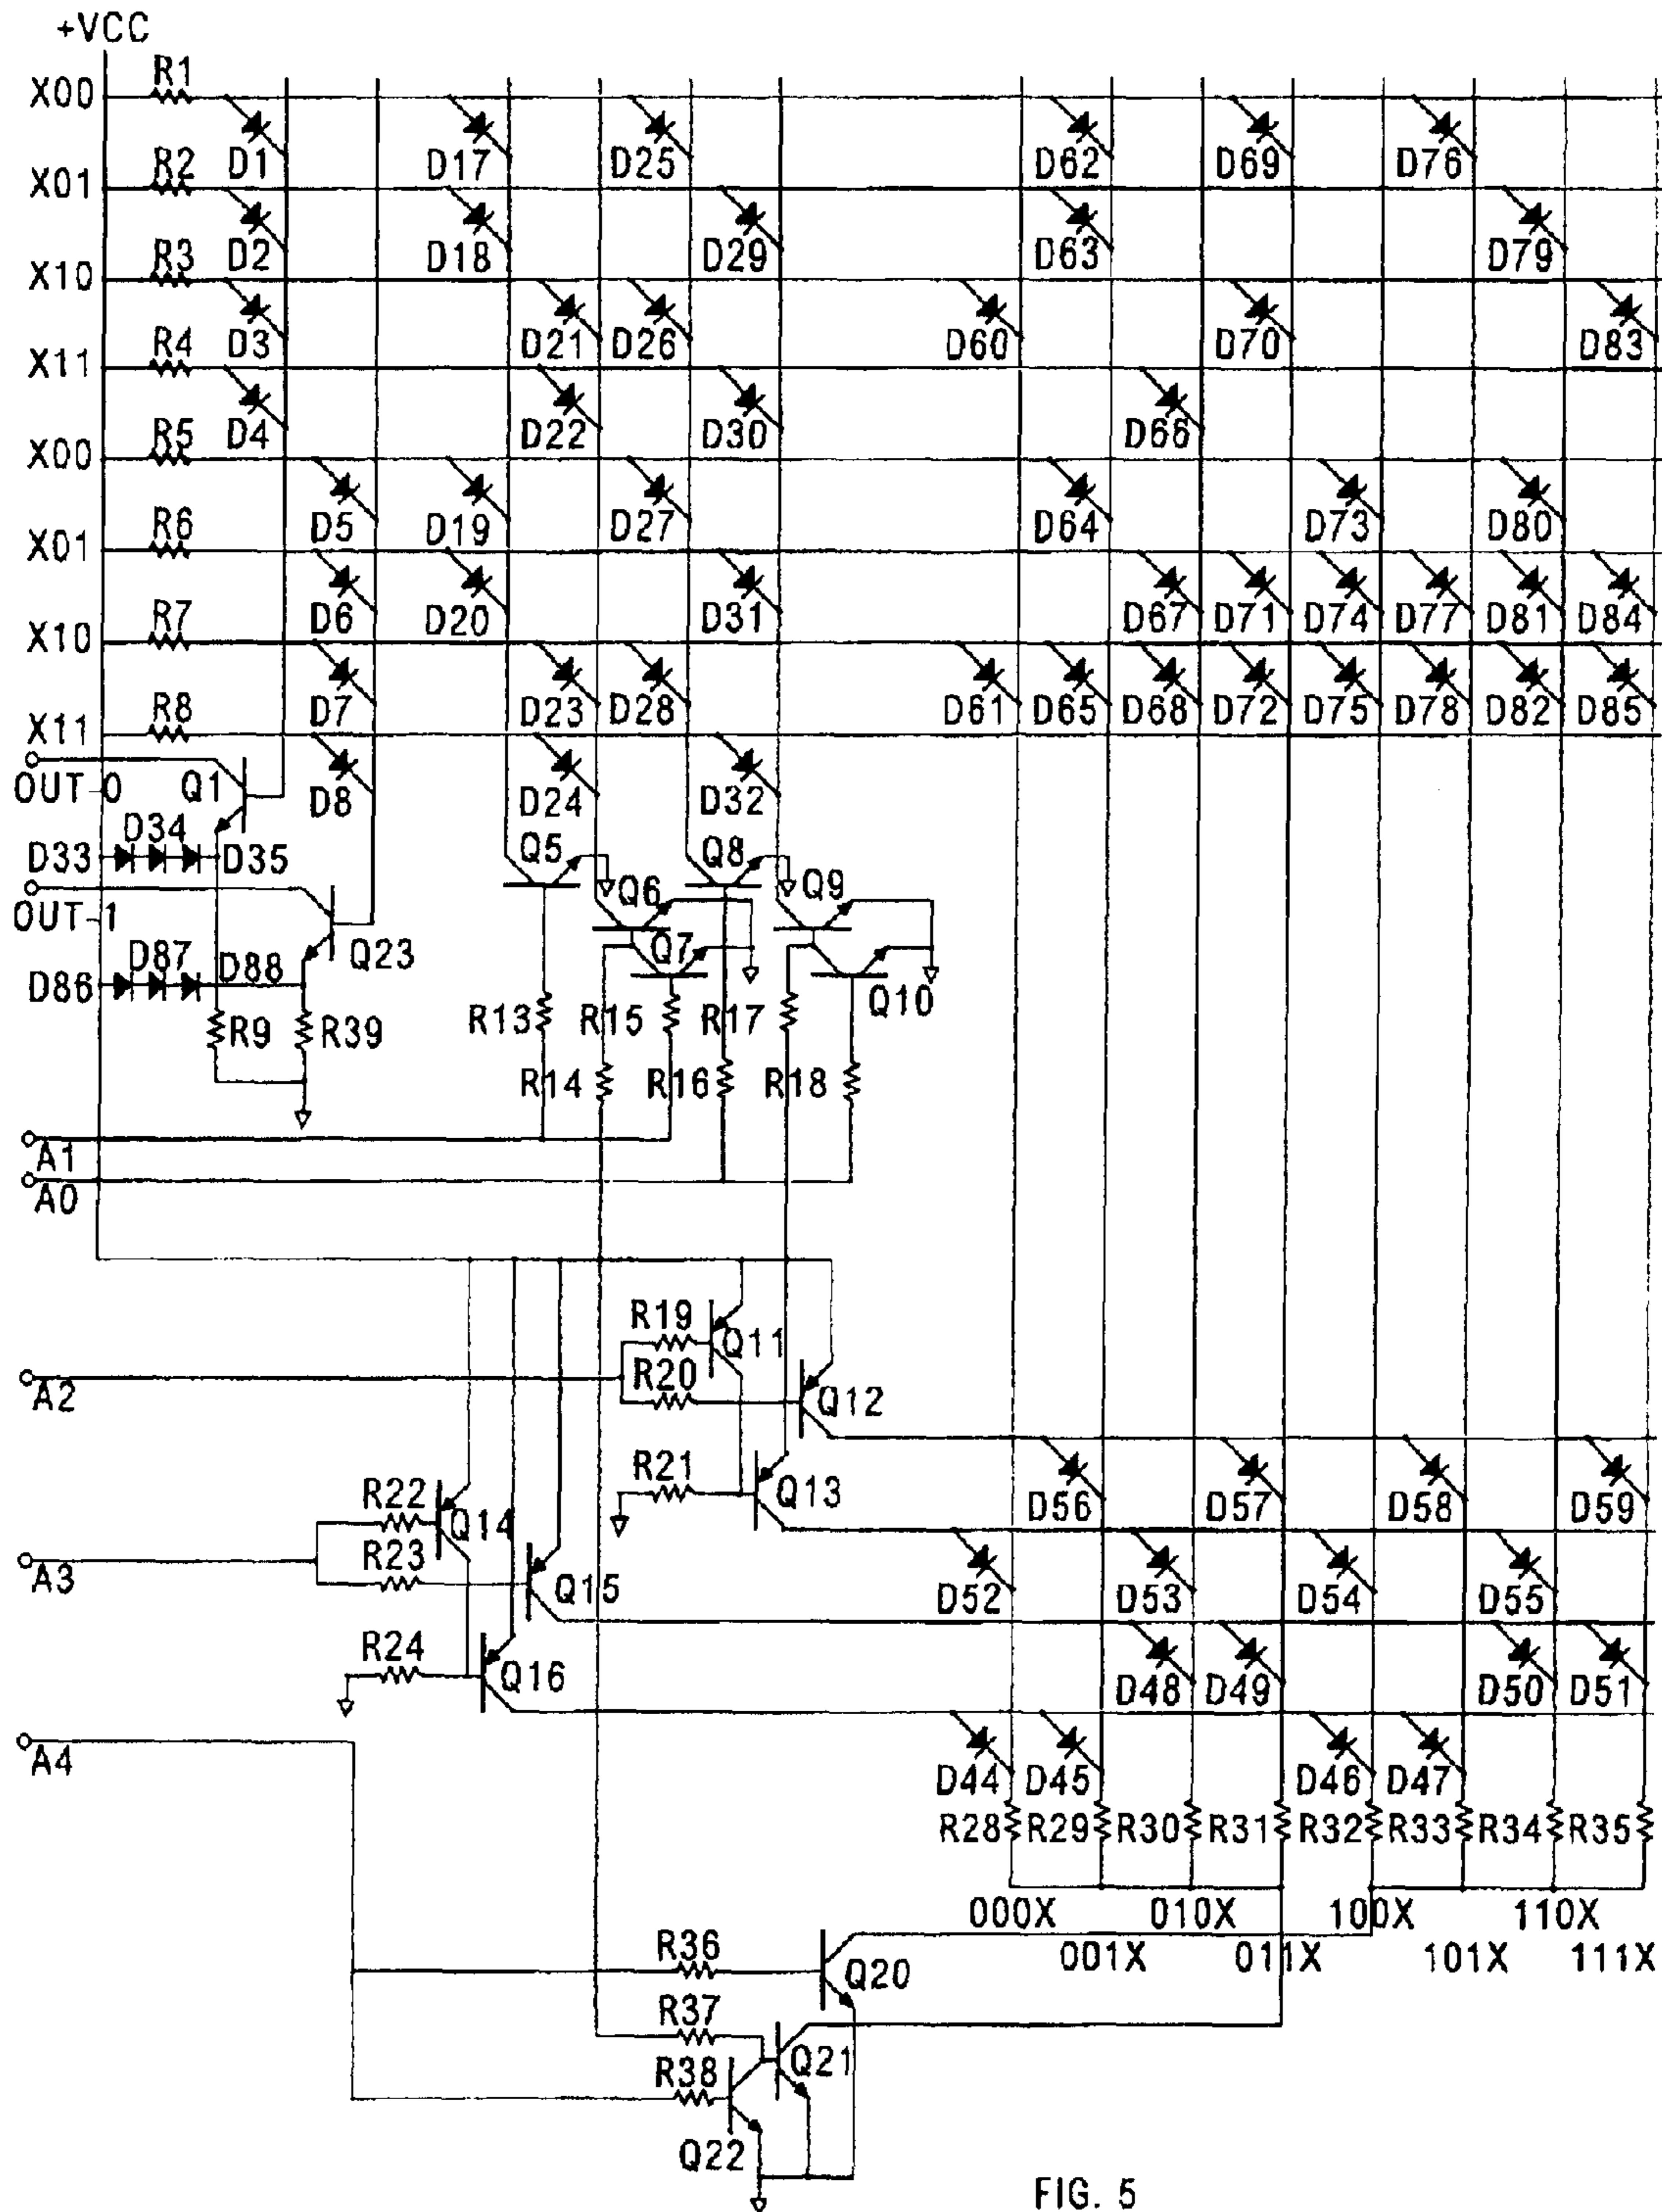 +VCC
R1
X00
D1 D17 D25 D62 D69 D76
R2
X01
D2 D18 D29 D63 D79
R3
X10
D3 D21 D26 D60 D70 D83
R4
X11
D4 D22 D30 D66
R5
X00
D5 D19 D27 D64 D73 D80
R6
X01
D6 D20 D31 D67 D71 D74 D77 D81 D84
R7
X10
D7 D23 D28 D61 D65 D68 D72 D75 D78 D82 D85
R8
X11
OUT-0 Q1 D8 D24 D32
D34
D33 D35 Q5 Q8
Q6 Q9
OUT-1
Q7
D87 D88 Q23
D86 Q10
R9 R39 R13 R15 R17
R14 R16 R18
A1
A0
R19 Q11
R20
A2 Q12
R21 Q13 D56 D57 D58 D59
R22 Q14
R23
A3 Q15 D52 D53 D54 D55
R24 Q16 D48 D49 D50 D51
A4
D44 D45 D46 D47
R28 R29 R30 R31 R32 R33 R34 R35
000X 010X 100X 110X
R36 Q20 001X 011X 101X 111X
R37
R38 Q21
Q22
FIG. 5